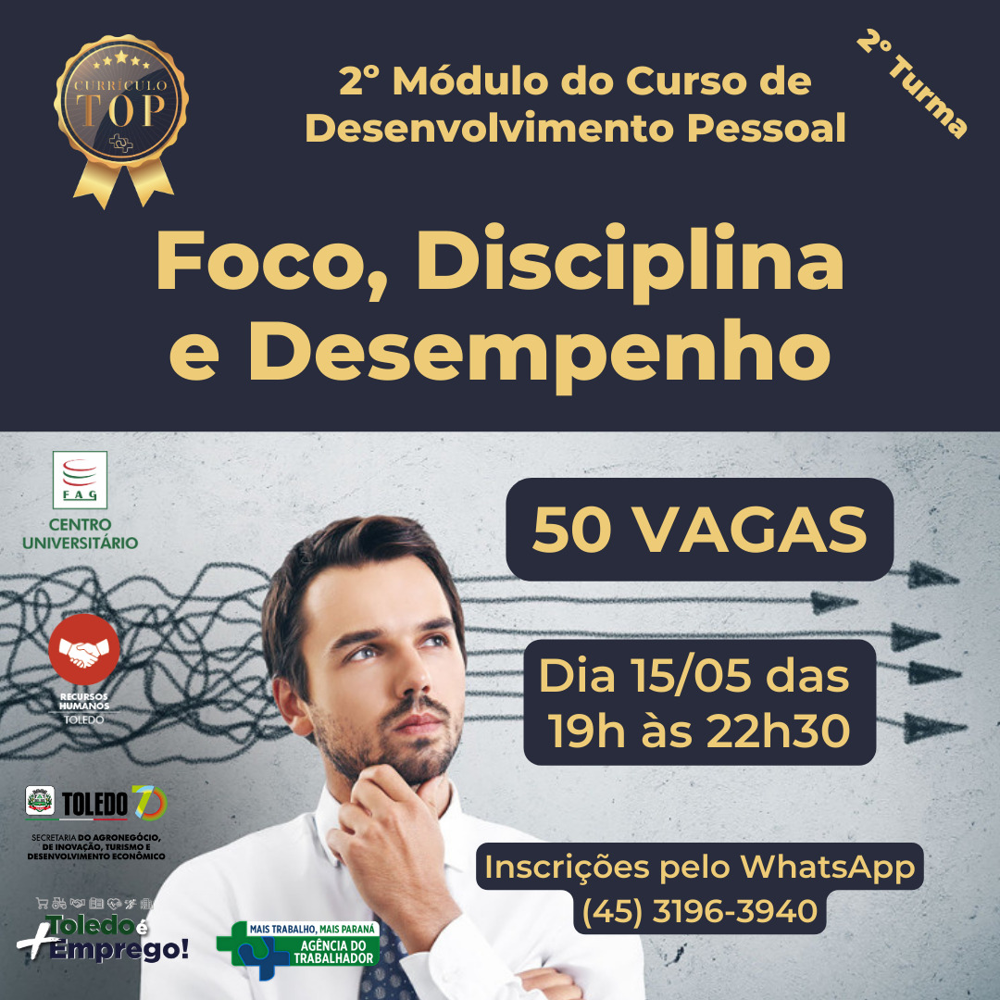 CURRÍCULO
TOP
2º Módulo do Curso de
Desenvolvimento Pessoal
2º Turma
Foco, Disciplina
e Desempenho
FAG
CENTRO
UNIVERSITÁRIO
50 VAGAS
RECURSOS
HUMANOS
TOLEDO
Dia 15/05 das
19h às 22h30
TOLEDO 70
SECRETARIA DO AGRONEGÓCIO,
DE INOVAÇÃO, TURISMO E
DESENVOLVIMENTO ECONÔMICO
Inscrições pelo WhatsApp
(45) 3196-3940
Toledo é
+Emprego!
MAIS TRABALHO, MAIS PARANÁ
AGÊNCIA DO
TRABALHADOR